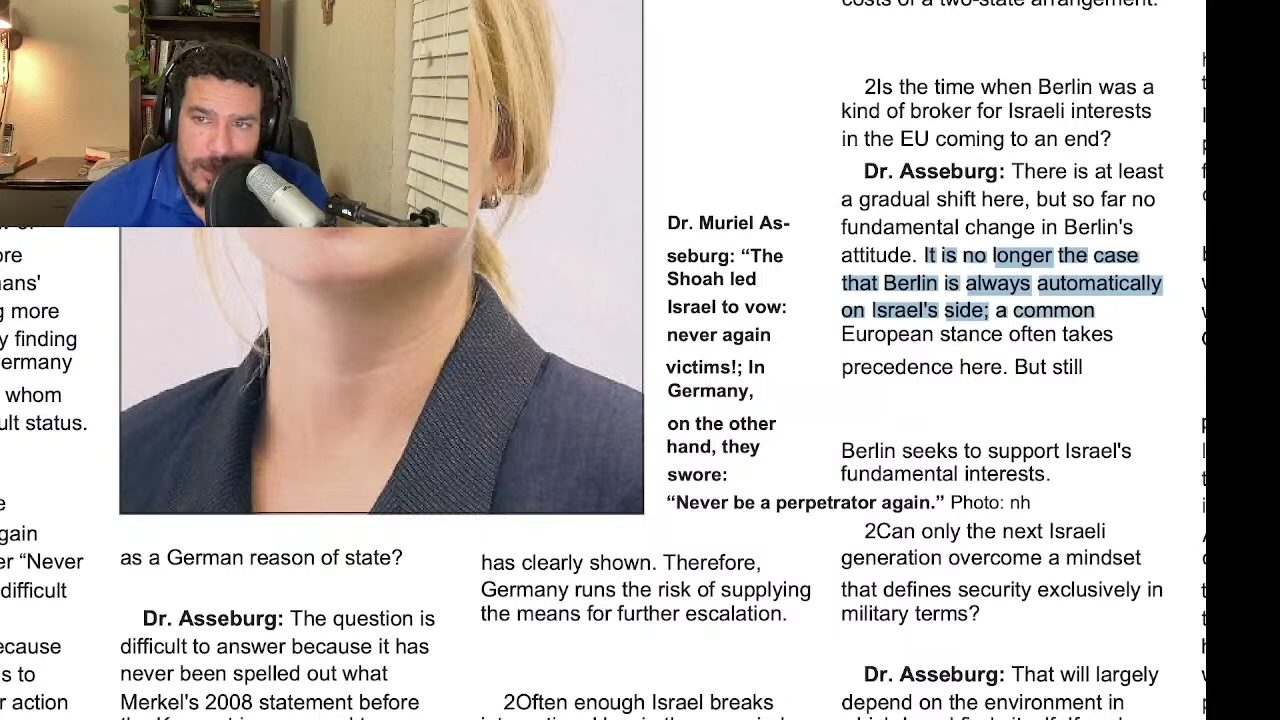 ore
ans'
g more
y finding
ermany
whom
ult status.
e
gain
er “Never
difficult
ecause
s to
r action
as a German reason of state?
Dr. Asseburg: The question is
difficult to answer because it has
never been spelled out what
Merkel's 2008 statement before
has clearly shown. Therefore,
Germany runs the risk of supplying
the means for further escalation.
2Often enough Israel breaks
Dr. Muriel As-
seburg: “The
Shoah led
Israel to vow:
never again
victims!; In
Germany,
on the other
hand, they
swore:
“Never be a perpetrator again.” Photo: nh
costs of a two-state arrangement.
2Is the time when Berlin was a
kind of broker for Israeli interests
in the EU coming to an end?
Dr. Asseburg: There is at least
a gradual shift here, but so far no
fundamental change in Berlin's
attitude. It is no longer the case
that Berlin is always automatically
on Israel's side; a common
European stance often takes
precedence here. But still
Berlin seeks to support Israel's
fundamental interests.
2Can only the next Israeli
generation overcome a mindset
that defines security exclusively in
military terms?
Dr. Asseburg: That will largely
depend on the environment in